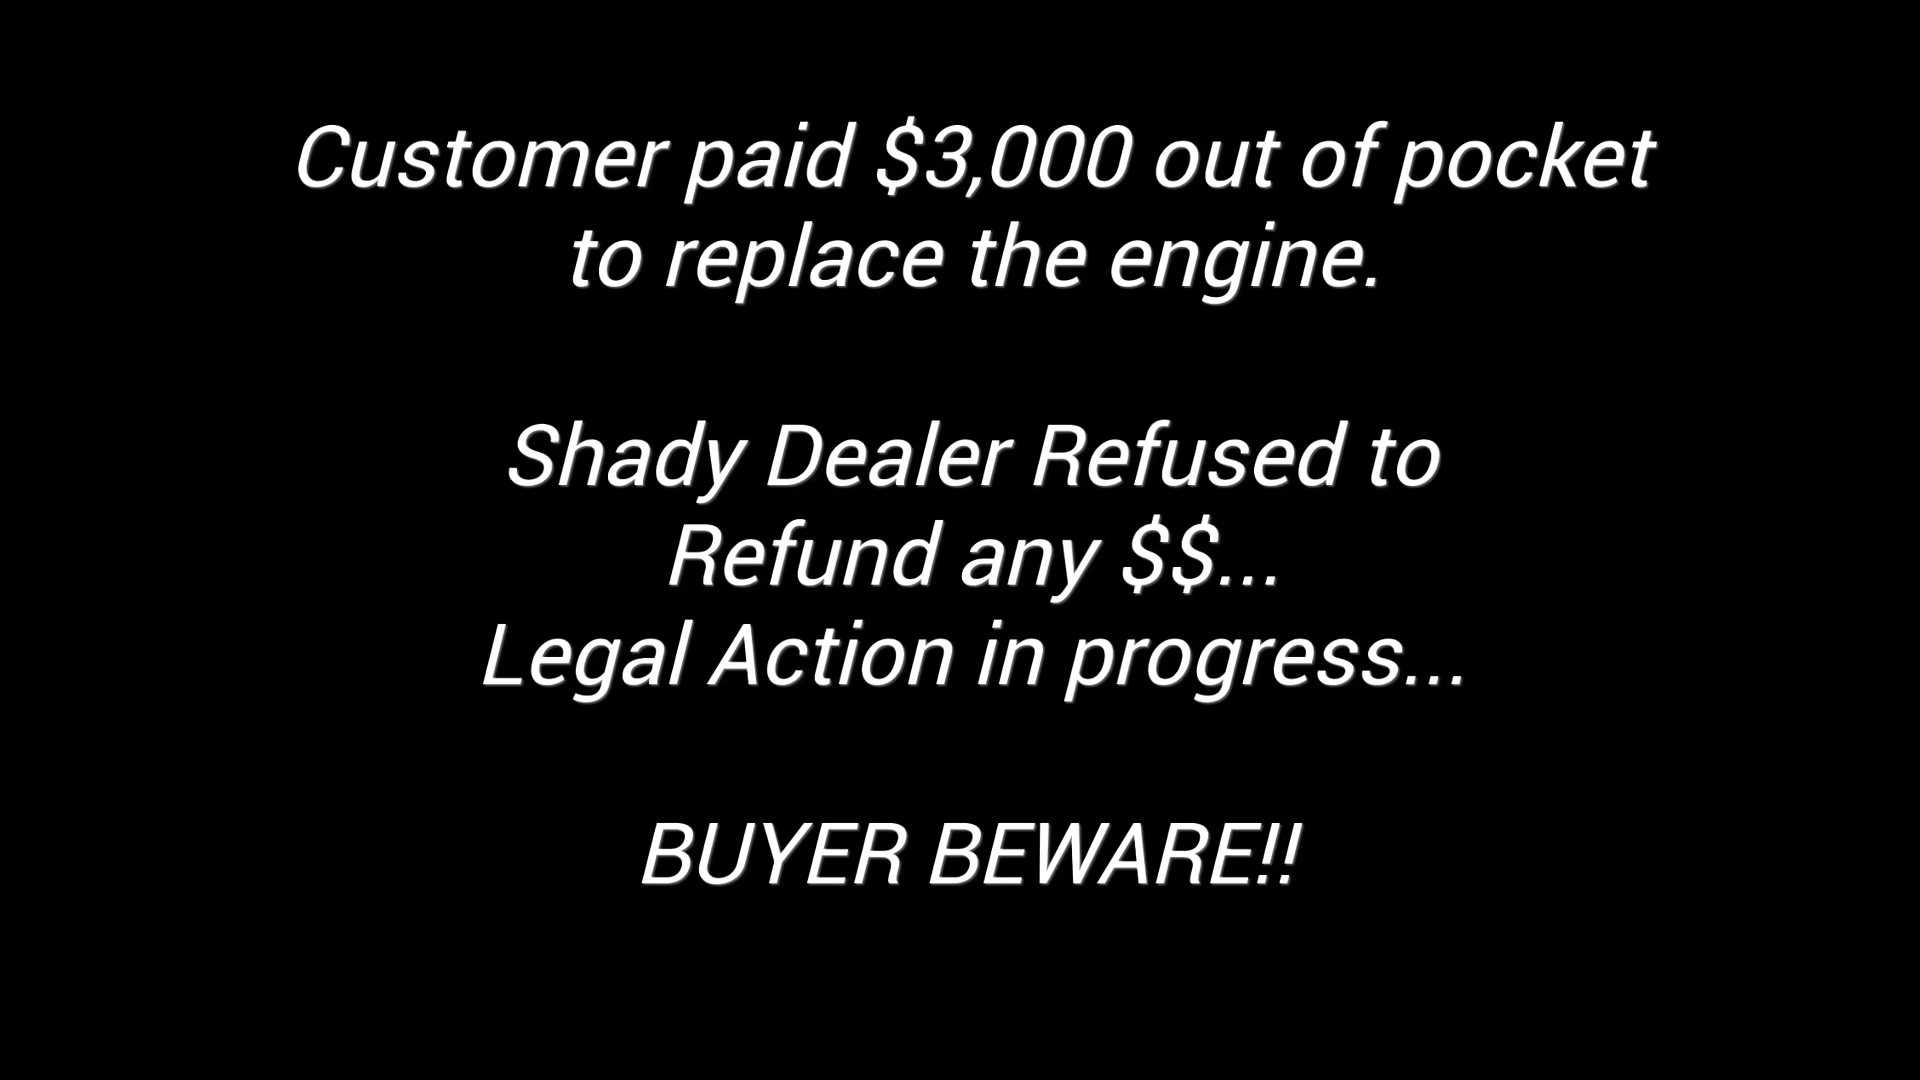 Customer paid $3,000 out of pocket
to replace the engine.
Shady Dealer Refused to
Refund any $$...
Legal Action in progress...
BUYER BEWARE!!